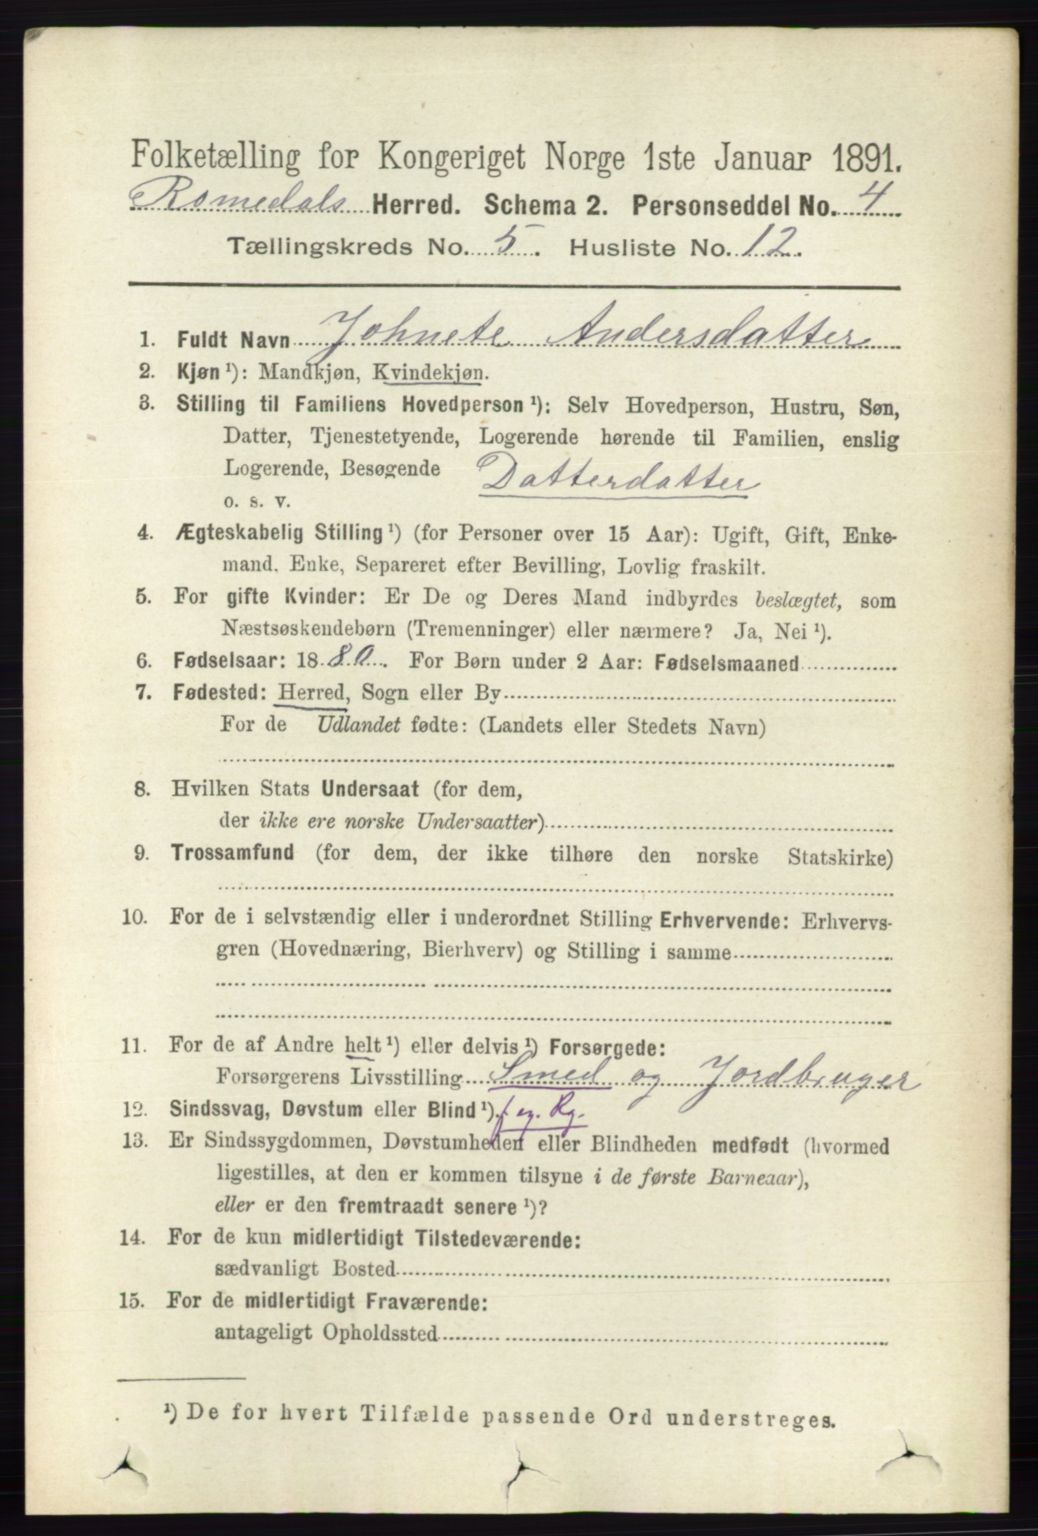 Folketælling for Kongeriget Norge 1ste Januar 1891.
Romedals Herred. Schema 2. Personseddel No. 4
Tællingskreds No. 5. Husliste No. 12.
1. Fuldt Navn Johnete Andersdatter
2. Kjøn ¹): Mandkjøn, Kvindekjøn.
3. Stilling til Familiens Hovedperson ¹): Selv Hovedperson, Hustru, Søn,
Datter, Tjenestetyende, Logerende hørende til Familien, enslig
Logerende, Besøgende Datterdatter
o. s. v.
4. Ægteskabelig Stilling ¹) (for Personer over 15 Aar): Ugift, Gift, Enke-
mand, Enke, Separeret efter Bevilling, Lovlig fraskilt.
5. For gifte Kvinder: Er De og Deres Mand indbyrdes beslægtet, som
Næstsøskendebørn (Tremenninger) eller nærmere? Ja, Nei ¹).
6. Fødselsaar: 1880. For Børn under 2 Aar: Fødselsmaaned
7. Fødested: Herred, Sogn eller By
For de Udlandet fødte: (Landets eller Stedets Navn)
8. Hvilken Stats Undersaat (for dem,
der ikke ere norske Undersaatter)
9. Trossamfund (for dem, der ikke tilhøre den norske Statskirke)
10. For de i selvstændig eller i underordnet Stilling Erhvervende: Erhvervs-
gren (Hovednæring, Bierhverv) og Stilling i samme
11. For de af Andre helt ¹) eller delvis ¹) Forsørgede:
Forsørgerens Livsstilling Smed og Jordbruger
12. Sindssvag, Døvstum eller Blind ¹). eg. Rg.
13. Er Sindssygdommen, Døvstumheden eller Blindheden medfødt (hvormed
ligestilles, at den er kommen tilsyne i de første Barneaar),
eller er den fremtraadt senere ¹)?
14. For de kun midlertidigt Tilstedeværende:
sædvanligt Bosted
15. For de midlertidigt Fraværende:
antageligt Opholdssted
¹) De for hvert Tilfælde passende Ord understreges.